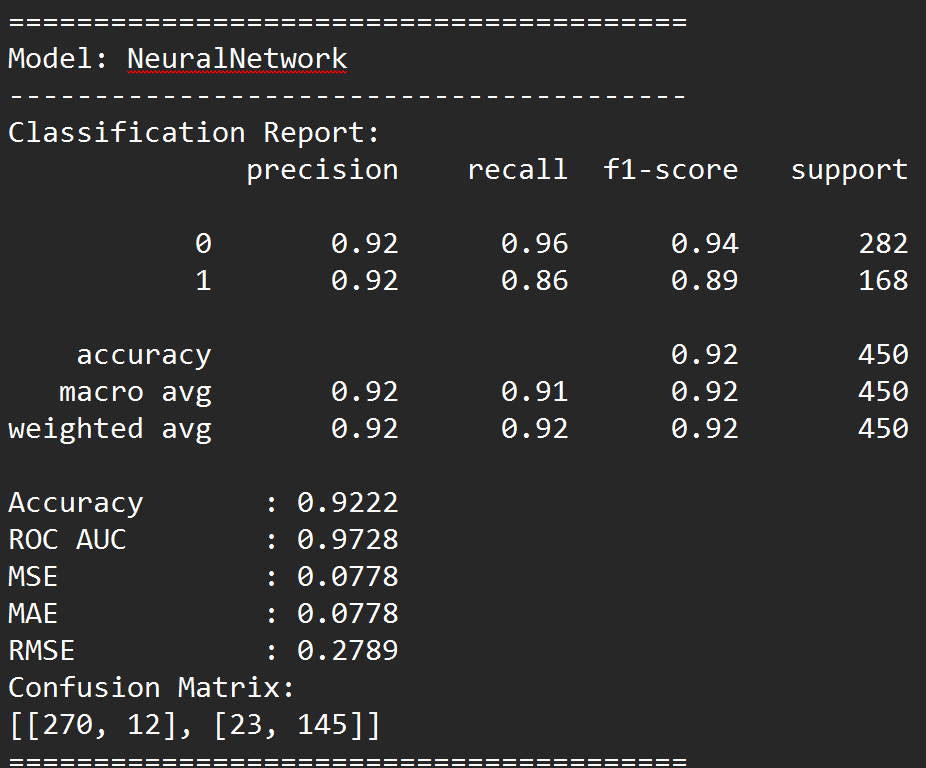 ========================================
Model: NeuralNetwork
----------------------------------------
Classification Report:
              precision    recall  f1-score   support

           0       0.92      0.96      0.94       282
           1       0.92      0.86      0.89       168

    accuracy                           0.92       450
   macro avg       0.92      0.91      0.92       450
weighted avg       0.92      0.92      0.92       450

Accuracy       : 0.9222
ROC AUC        : 0.9728
MSE            : 0.0778
MAE            : 0.0778
RMSE           : 0.2789
Confusion Matrix:
[[270, 12], [23, 145]]
========================================